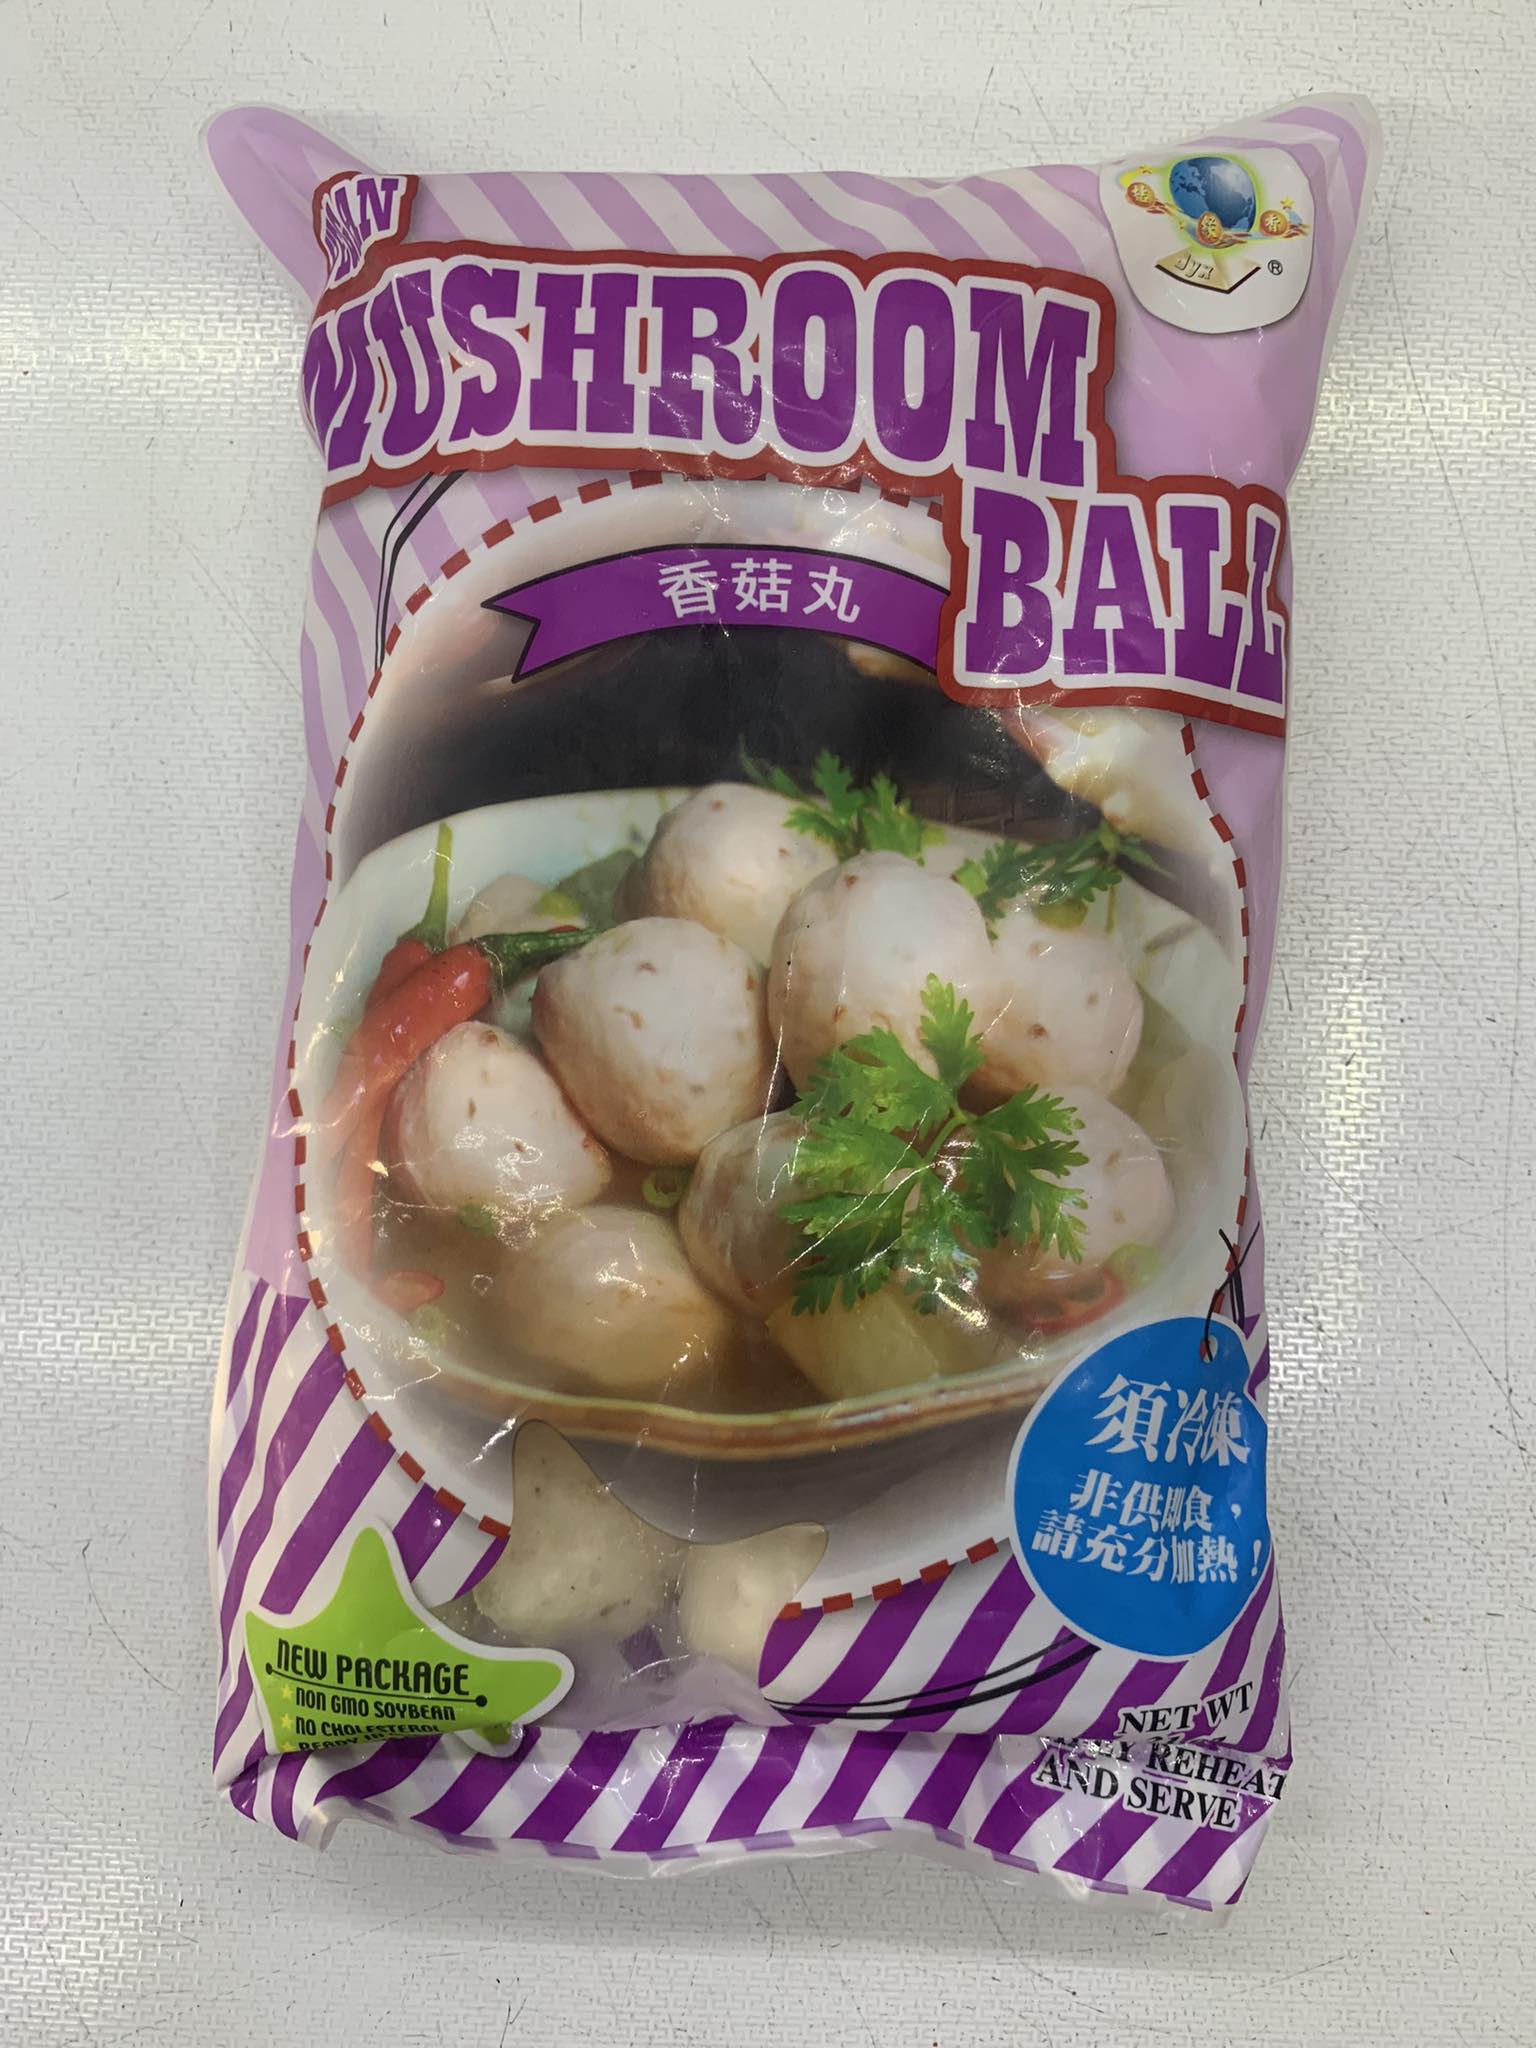 MUSHROOM
BALL
香菇丸
dyx
®
須冷凍
非供即食，
請充分加熱！
NEW PACKAGE
NON GMO SOYBEAN
NO CHOLESTEROL
NET WT
REHEAT
AND SERVE